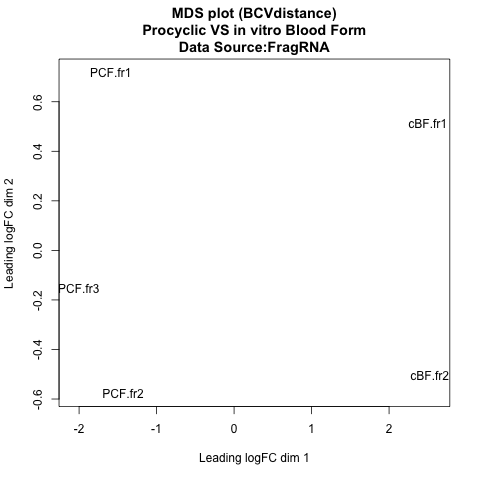 MDS plot (BCVdistance)
Procyclic VS in vitro Blood Form
Data Source:FragRNA
PCF.fr1
cBF.fr1
PCF.fr3
cBF.fr2
PCF.fr2
Leading logFC dim 2
0.6
0.4
0.2
0.0
-0.2
-0.4
-0.6
-2
-1
0
1
2
Leading logFC dim 1